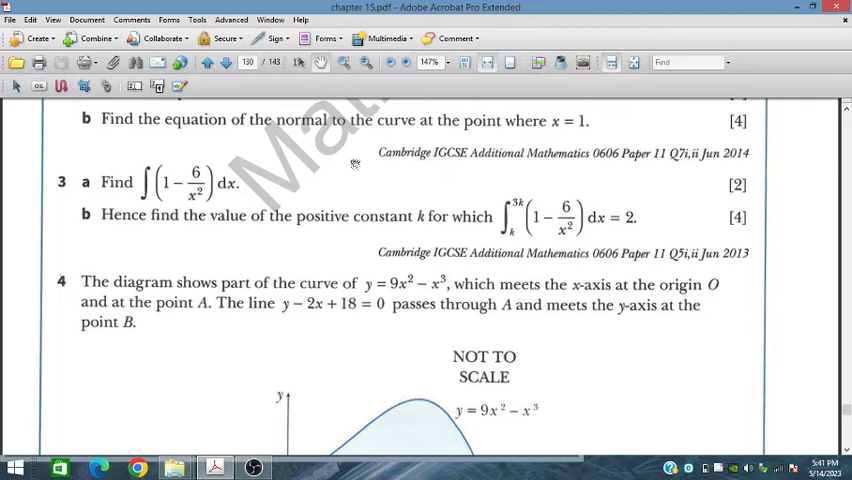 chapter 15.pdf - Adobe Acrobat Pro Extended
File Edit View Document Comments Forms Tools Advanced Window Help
Create Combine Collaborate Secure Sign Forms Multimedia Comment
130 / 143 147% Find
b Find the equation of the normal to the curve at the point where x = 1. [4]
Cambridge IGCSE Additional Mathematics 0606 Paper 11 Q7i,ii Jun 2014
3 a Find ∫(1 − 6/x²) dx. [2]
b Hence find the value of the positive constant k for which ∫ₖ³ᵏ (1 − 6/x²) dx = 2. [4]
Cambridge IGCSE Additional Mathematics 0606 Paper 11 Q5i,ii Jun 2013
4 The diagram shows part of the curve of y = 9x² − x³, which meets the x-axis at the origin O
and at the point A. The line y − 2x + 18 = 0 passes through A and meets the y-axis at the
point B.
NOT TO
SCALE
y
y = 9x² − x³
5:41 PM
5/14/2023